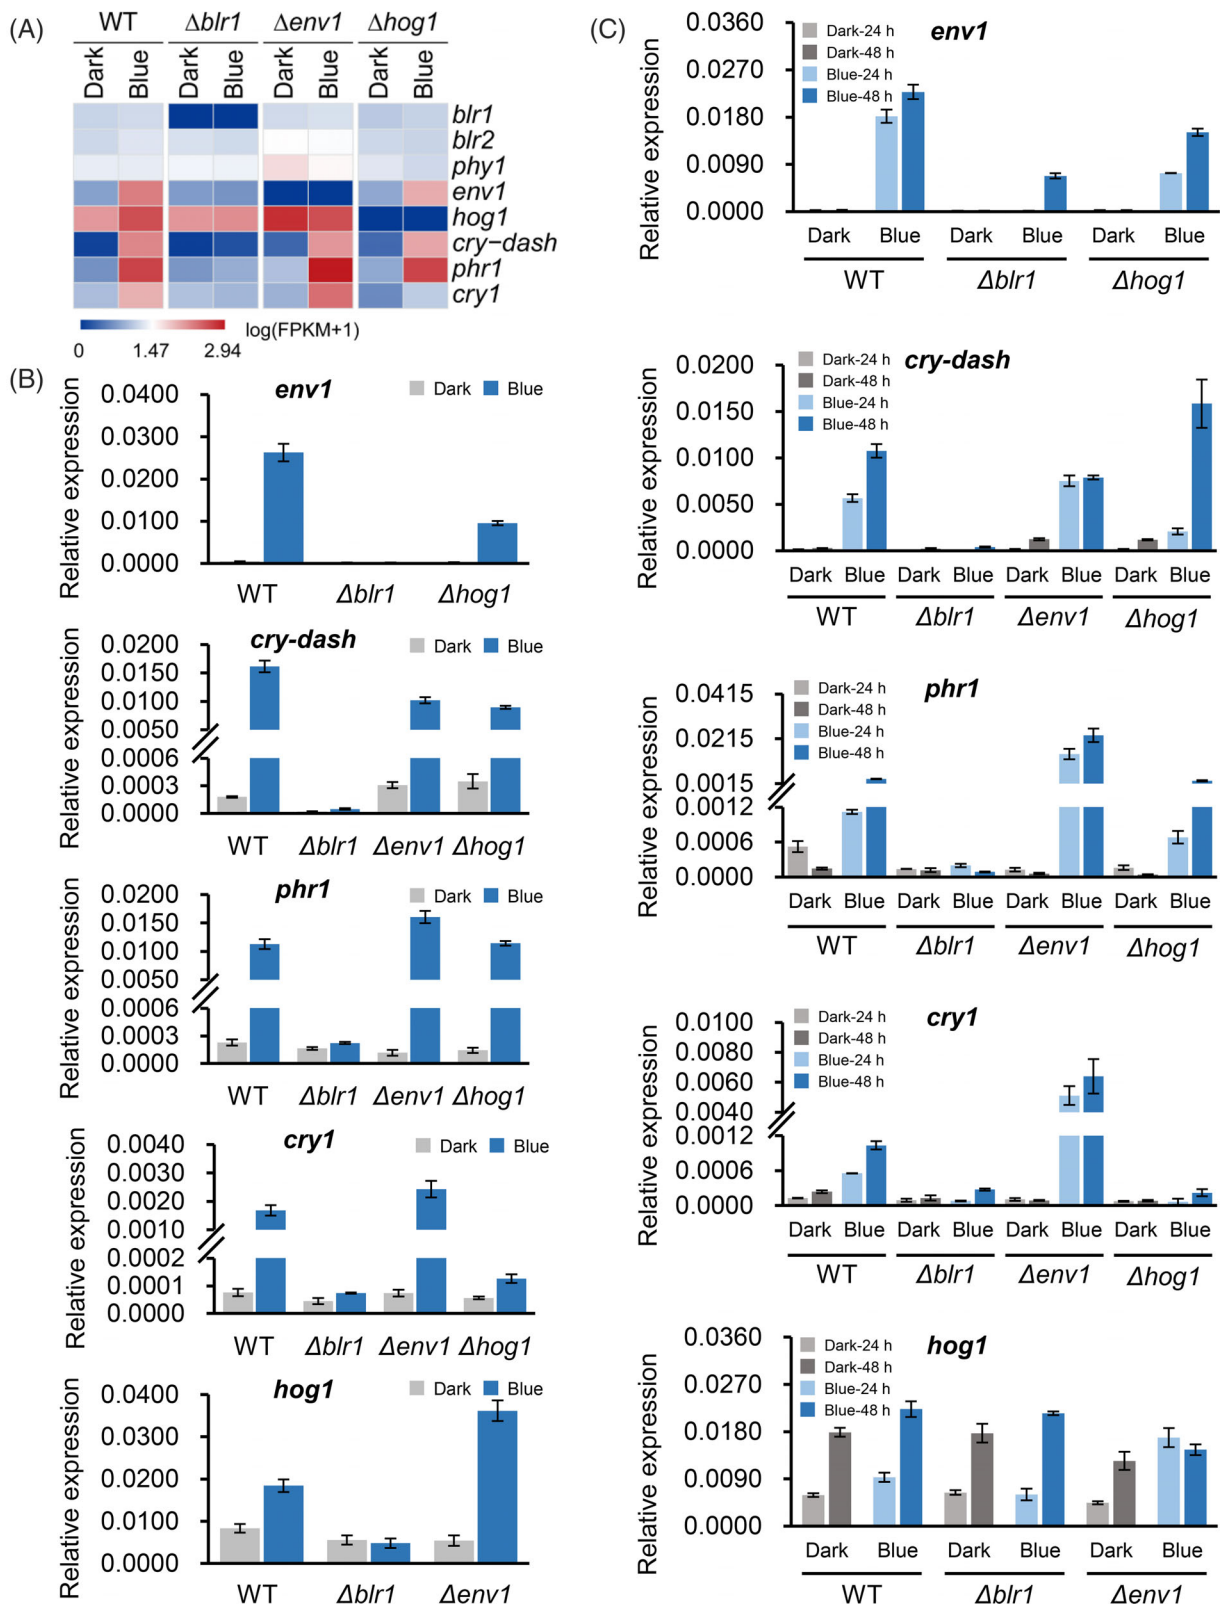 (A)
WT Δblr1 Δenv1 Δhog1
Dark Blue Dark Blue Dark Blue Dark Blue
blr1
blr2
phy1
env1
hog1
cry−dash
phr1
cry1
0 1.47 2.94 log(FPKM+1)
(B)
env1
Dark Blue
Relative expression
0.0400
0.0300
0.0200
0.0100
0.0000
WT Δblr1 Δhog1
cry-dash
Dark Blue
Relative expression
0.0200
0.0150
0.0100
0.0050
0.0006
0.0003
0.0000
WT Δblr1 Δenv1 Δhog1
phr1
Dark Blue
Relative expression
0.0200
0.0150
0.0100
0.0050
0.0006
0.0003
0.0000
WT Δblr1 Δenv1 Δhog1
cry1
Dark Blue
Relative expression
0.0040
0.0030
0.0020
0.0010
0.0002
0.0001
0.0000
WT Δblr1 Δenv1 Δhog1
hog1
Dark Blue
Relative expression
0.0400
0.0300
0.0200
0.0100
0.0000
WT Δblr1 Δenv1
(C)
env1
Dark-24 h
Dark-48 h
Blue-24 h
Blue-48 h
Relative expression
0.0360
0.0270
0.0180
0.0090
0.0000
Dark Blue Dark Blue Dark Blue
WT Δblr1 Δhog1
cry-dash
Dark-24 h
Dark-48 h
Blue-24 h
Blue-48 h
Relative expression
0.0200
0.0150
0.0100
0.0050
0.0000
Dark Blue Dark Blue Dark Blue Dark Blue
WT Δblr1 Δenv1 Δhog1
phr1
Dark-24 h
Dark-48 h
Blue-24 h
Blue-48 h
Relative expression
0.0415
0.0215
0.0015
0.0012
0.0006
0.0000
Dark Blue Dark Blue Dark Blue Dark Blue
WT Δblr1 Δenv1 Δhog1
cry1
Dark-24 h
Dark-48 h
Blue-24 h
Blue-48 h
Relative expression
0.0100
0.0080
0.0060
0.0040
0.0012
0.0006
0.0000
Dark Blue Dark Blue Dark Blue Dark Blue
WT Δblr1 Δenv1 Δhog1
hog1
Dark-24 h
Dark-48 h
Blue-24 h
Blue-48 h
Relative expression
0.0360
0.0270
0.0180
0.0090
0.0000
Dark Blue Dark Blue Dark Blue
WT Δblr1 Δenv1